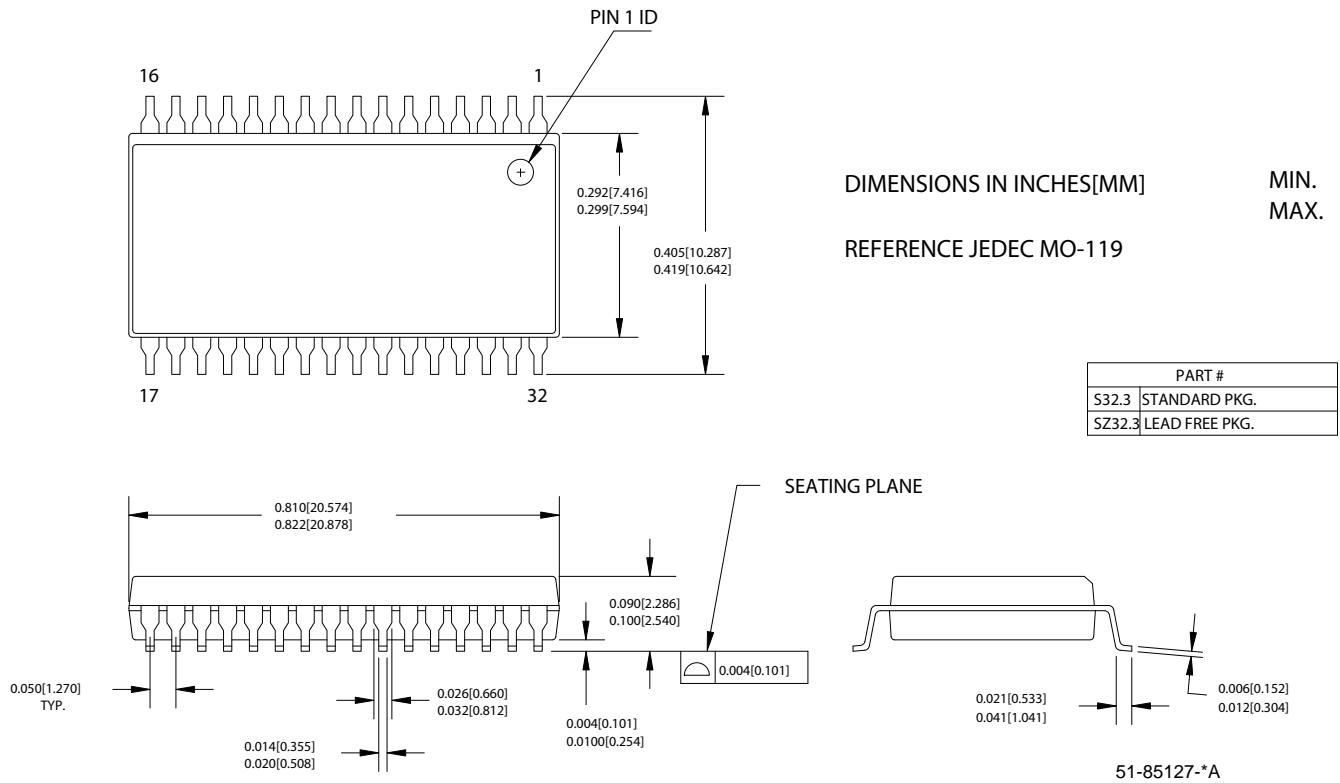 PIN 1 ID
16
1
0.292[7.416]
0.299[7.594]
0.405[10.287]
0.419[10.642]
17
32
DIMENSIONS IN INCHES[MM]
MIN.
MAX.
REFERENCE JEDEC MO-119
PART #
S32.3 STANDARD PKG.
SZ32.3 LEAD FREE PKG.
SEATING PLANE
0.810[20.574]
0.822[20.878]
0.090[2.286]
0.100[2.540]
0.004[0.101]
0.050[1.270]
TYP.
0.026[0.660]
0.032[0.812]
0.014[0.355]
0.020[0.508]
0.004[0.101]
0.0100[0.254]
0.021[0.533]
0.041[1.041]
0.006[0.152]
0.012[0.304]
51-85127-*A